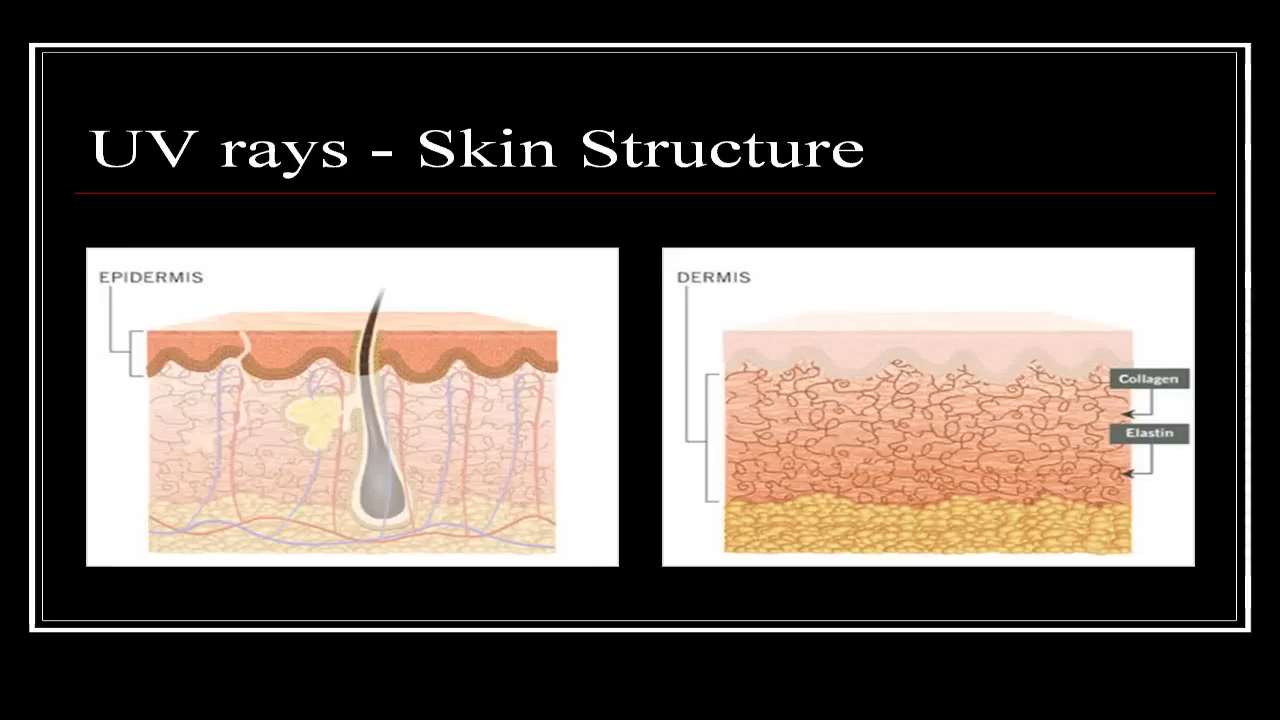 UV rays - Skin Structure
EPIDERMIS
DERMIS
Collagen
Elastin